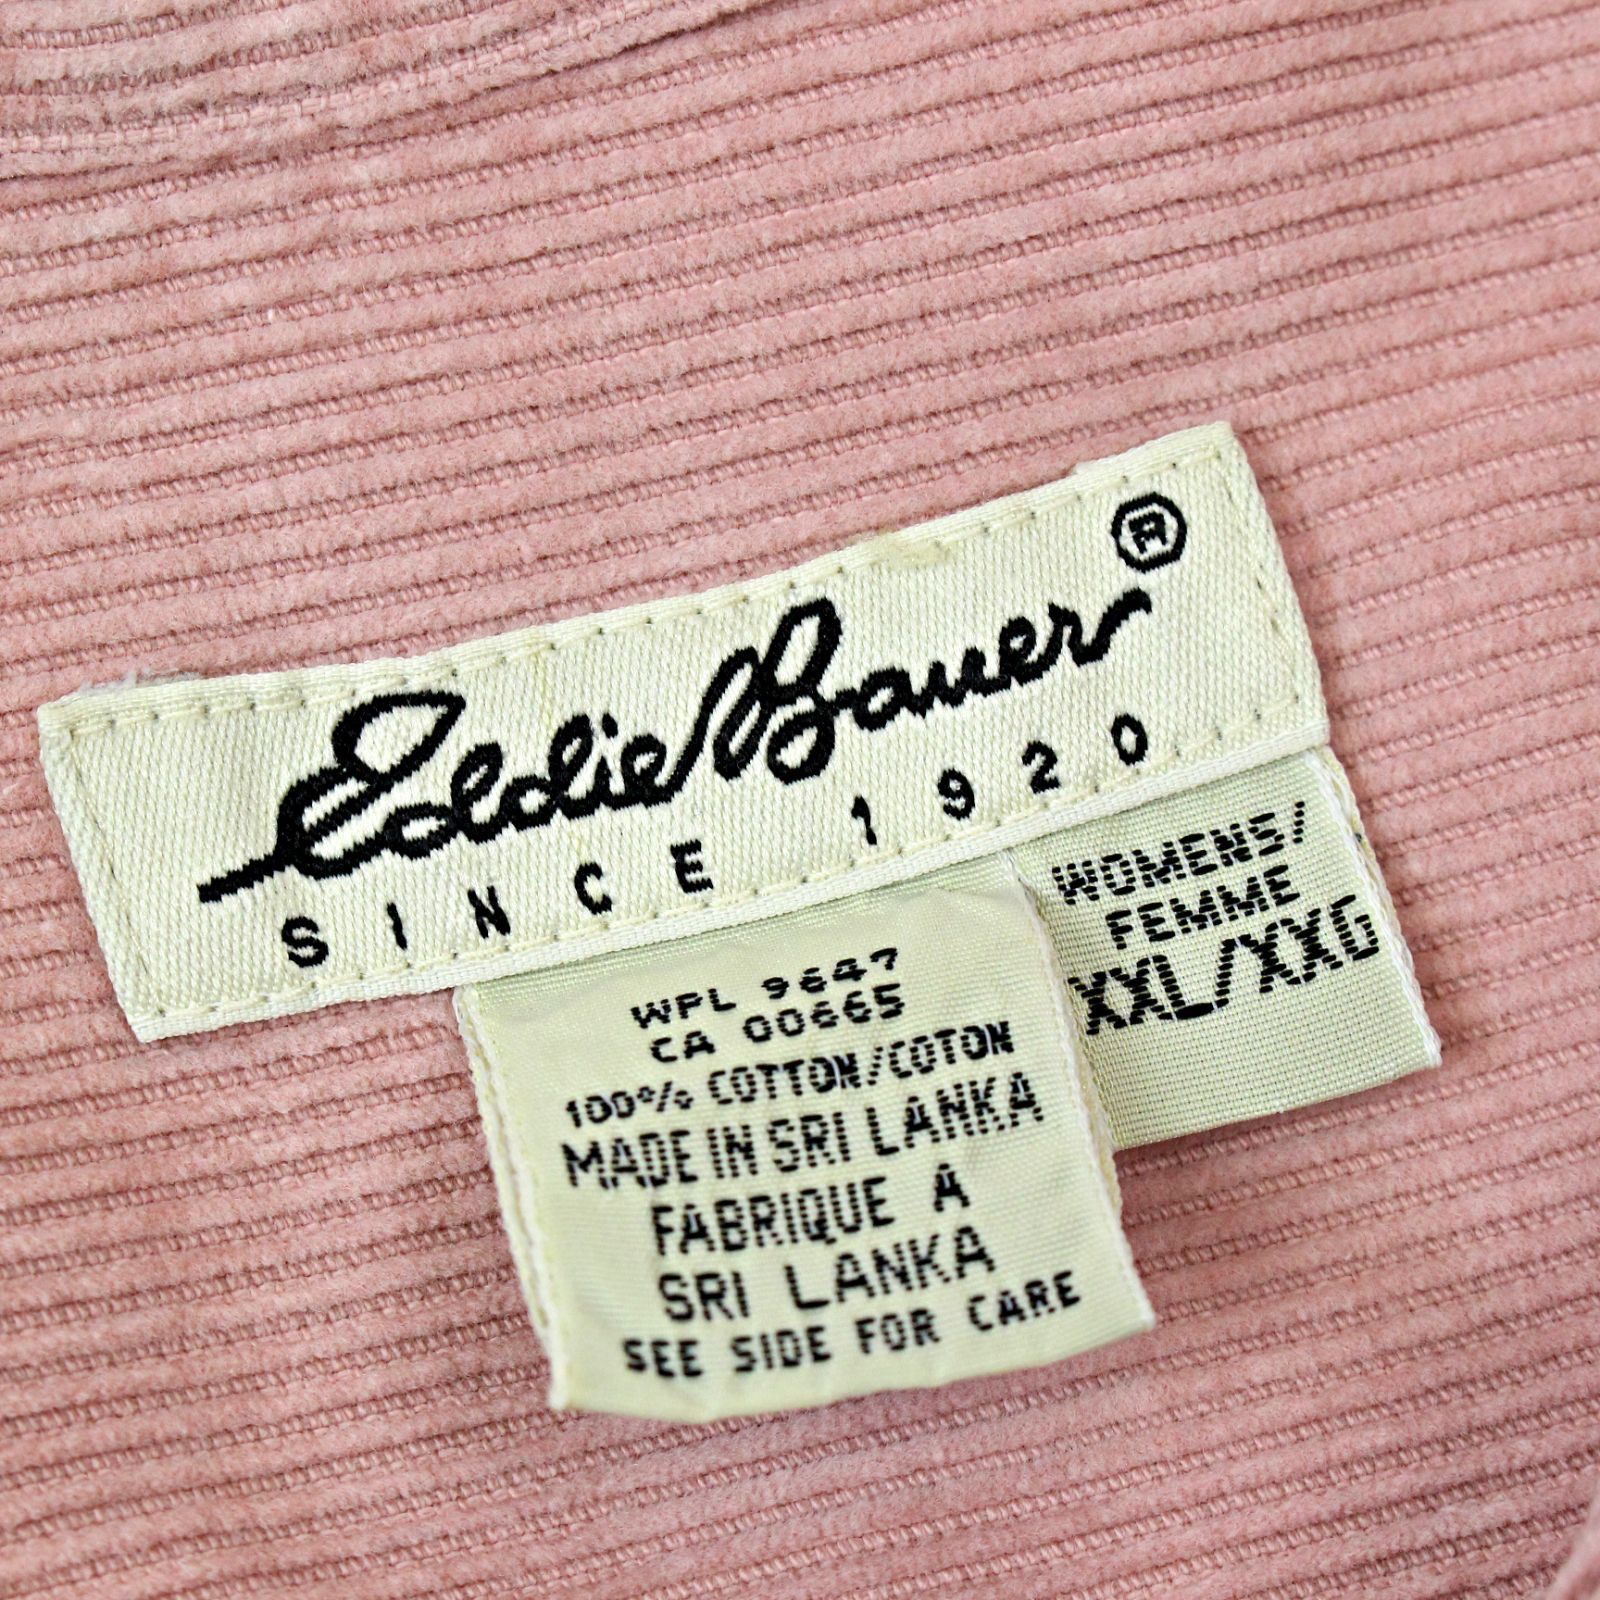 Eddie Bauer ®
SINCE 1920
WOMENS/
FEMME
XXL/XXG
WPL 9647
CA 00665
100% COTTON/COTON
MADE IN SRI LANKA
FABRIQUE A
SRI LANKA
SEE SIDE FOR CARE